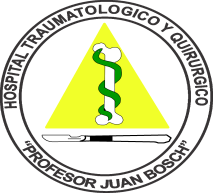 HOSPITAL TRAUMATOLOGICO Y QUIRURGICO
"PROFESOR JUAN BOSCH"